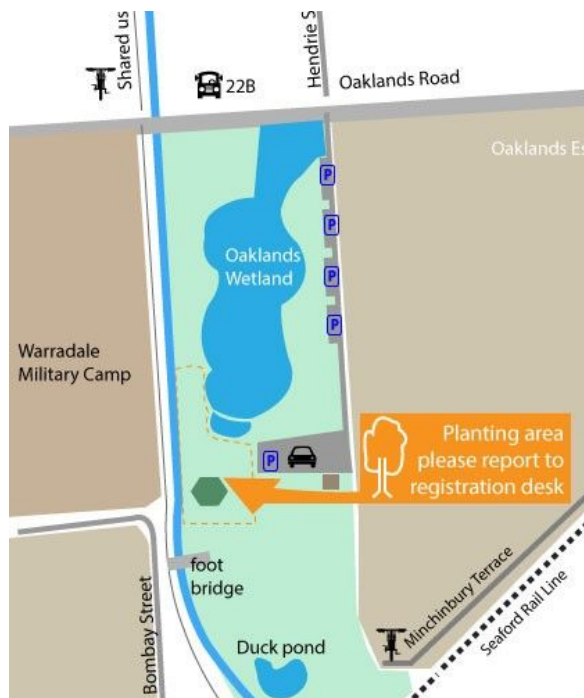 Shared us
22B
Hendrie S
Oaklands Road
Oaklands Es
P
P
P
P
Oaklands
Wetland
Warradale
Military Camp
Planting area
please report to
registration desk
P
foot
bridge
Bombay Street
Minchinbury Terrace
Seaford Rail Line
Duck pond